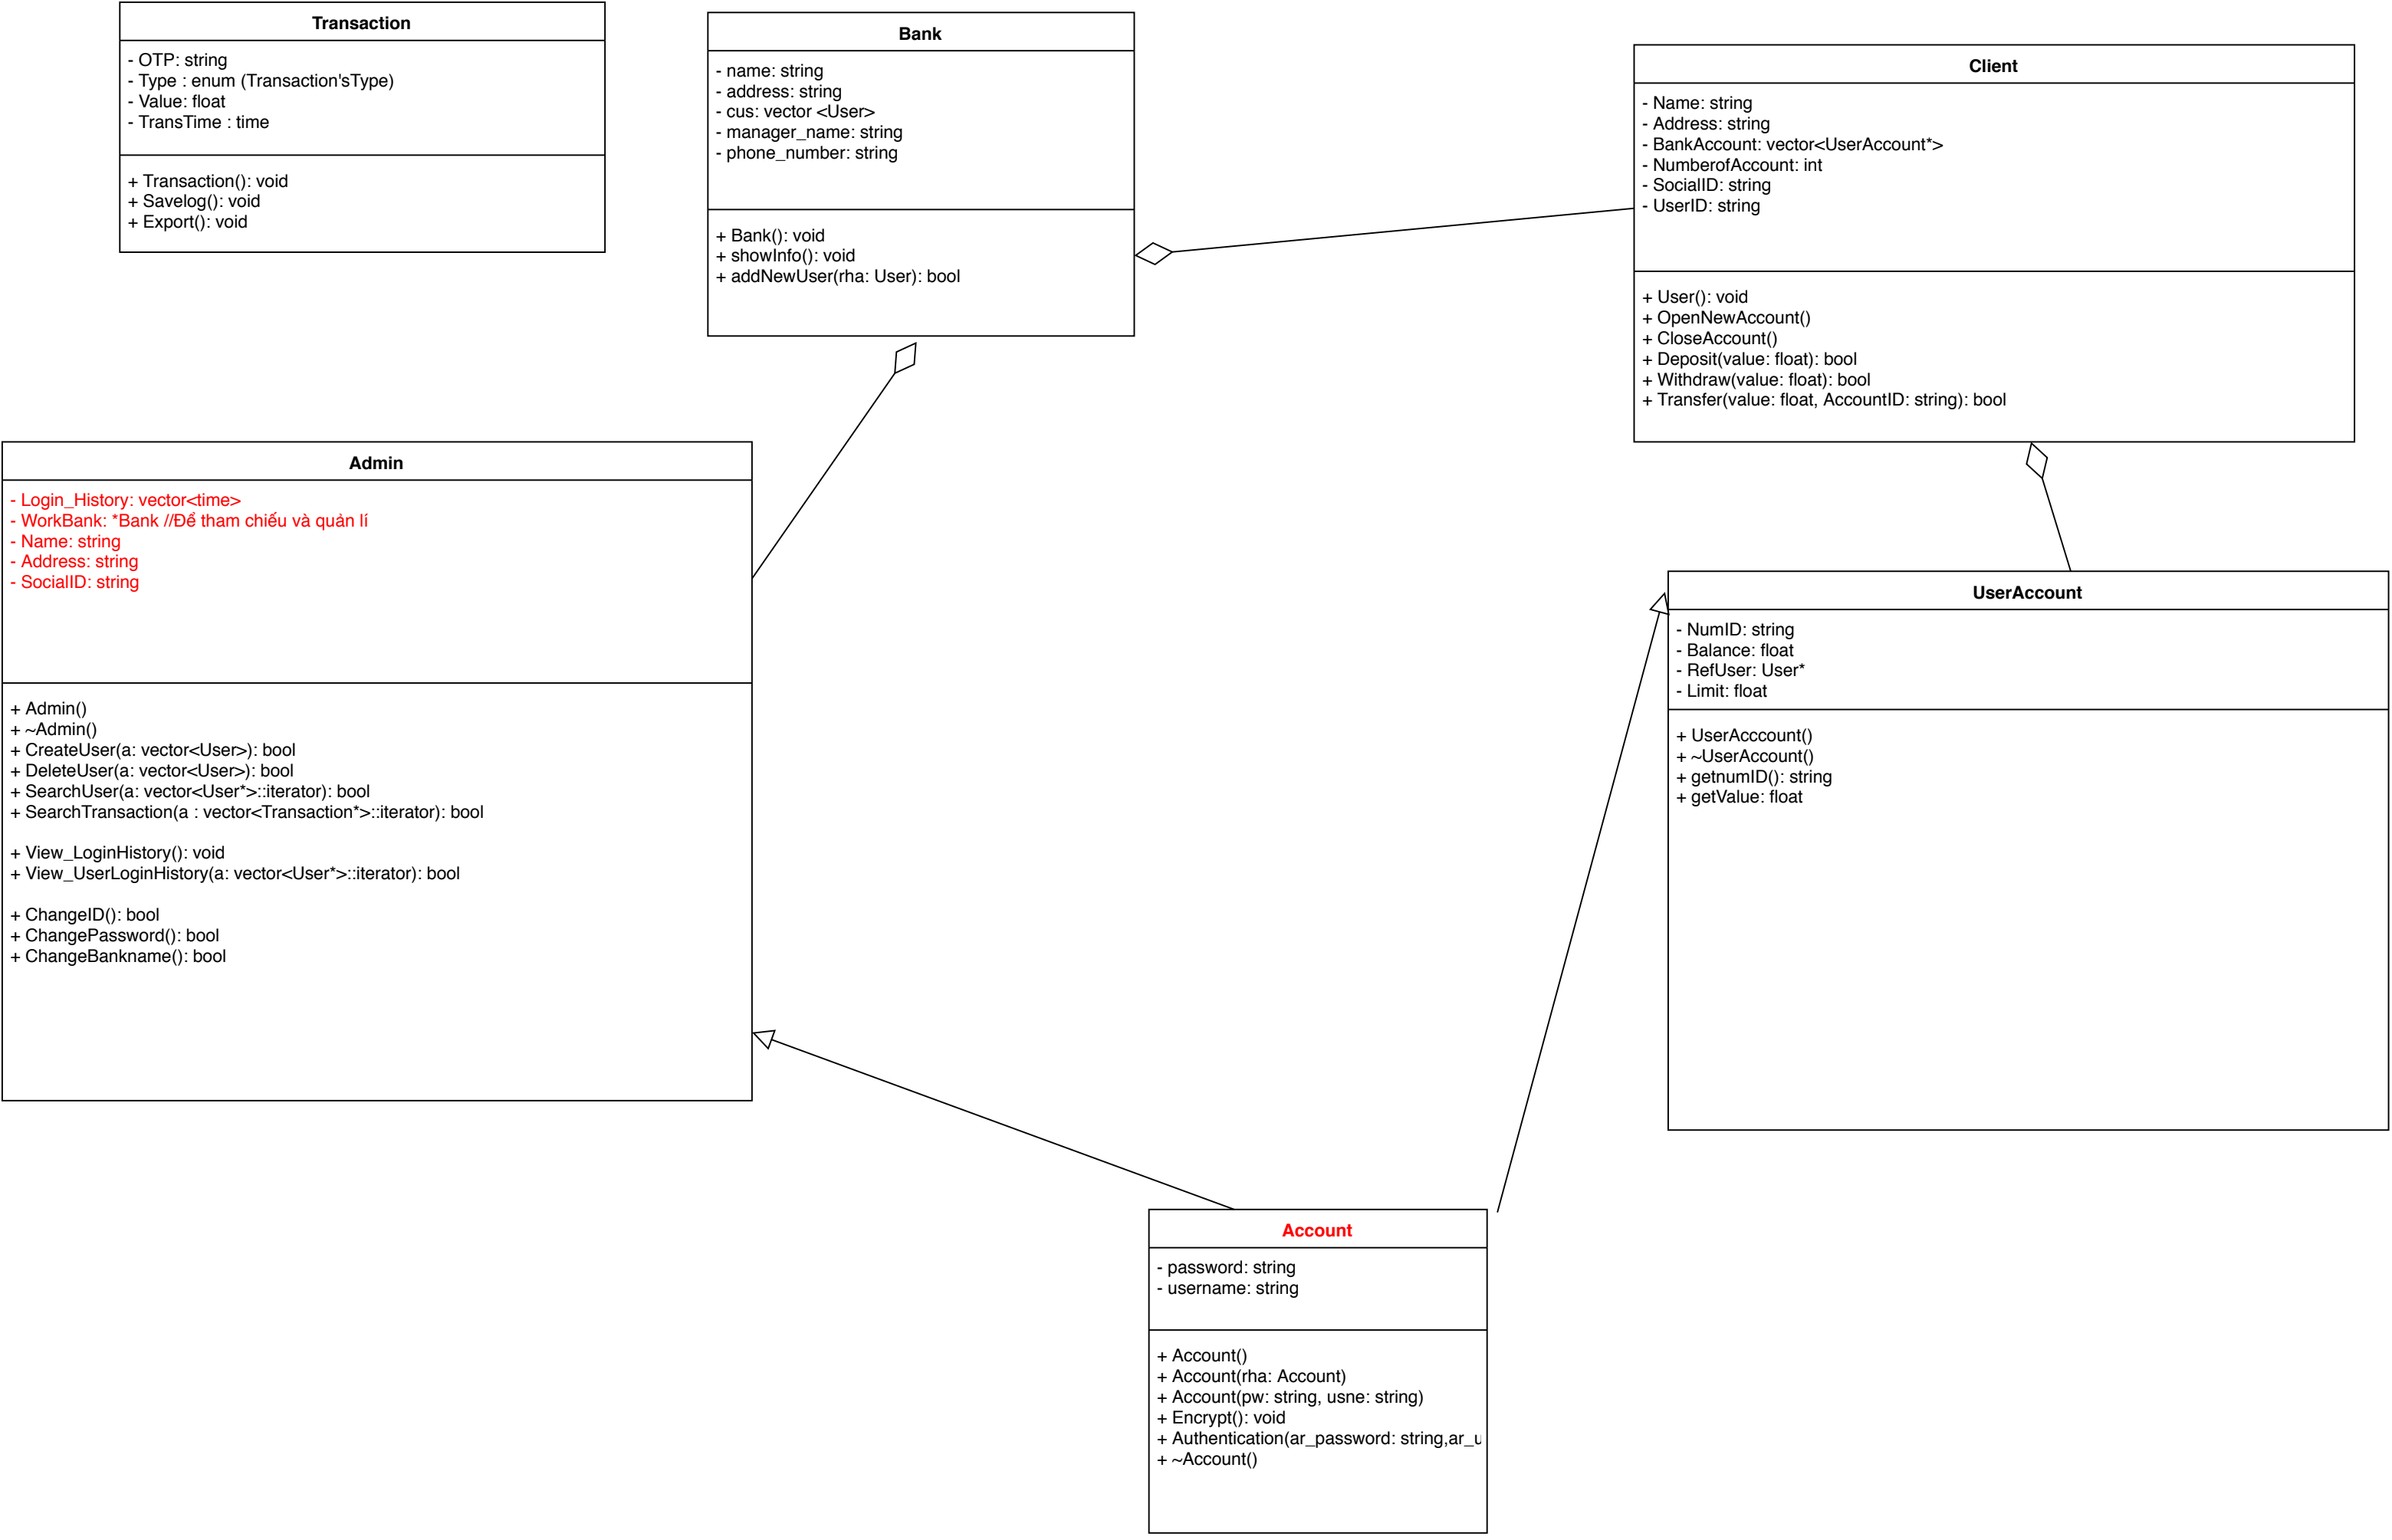 Transaction
- OTP: string
- Type : enum (Transaction'sType)
- Value: float
- TransTime : time
+ Transaction(): void
+ Savelog(): void
+ Export(): void
Bank
- name: string
- address: string
- cus: vector <User>
- manager_name: string
- phone_number: string
+ Bank(): void
+ showInfo(): void
+ addNewUser(rha: User): bool
Client
- Name: string
- Address: string
- BankAccount: vector<UserAccount*>
- NumberofAccount: int
- SocialID: string
- UserID: string
+ User(): void
+ OpenNewAccount()
+ CloseAccount()
+ Deposit(value: float): bool
+ Withdraw(value: float): bool
+ Transfer(value: float, AccountID: string): bool
Admin
- Login_History: vector<time>
- WorkBank: *Bank //Để tham chiếu và quản lí
- Name: string
- Address: string
- SocialID: string
+ Admin()
+ ~Admin()
+ CreateUser(a: vector<User>): bool
+ DeleteUser(a: vector<User>): bool
+ SearchUser(a: vector<User*>::iterator): bool
+ SearchTransaction(a : vector<Transaction*>::iterator): bool
+ View_LoginHistory(): void
+ View_UserLoginHistory(a: vector<User*>::iterator): bool
+ ChangeID(): bool
+ ChangePassword(): bool
+ ChangeBankname(): bool
UserAccount
- NumID: string
- Balance: float
- RefUser: User*
- Limit: float
+ UserAcccount()
+ ~UserAccount()
+ getnumID(): string
+ getValue: float
Account
- password: string
- username: string
+ Account()
+ Account(rha: Account)
+ Account(pw: string, usne: string)
+ Encrypt(): void
+ Authentication(ar_password: string,ar_u
+ ~Account()